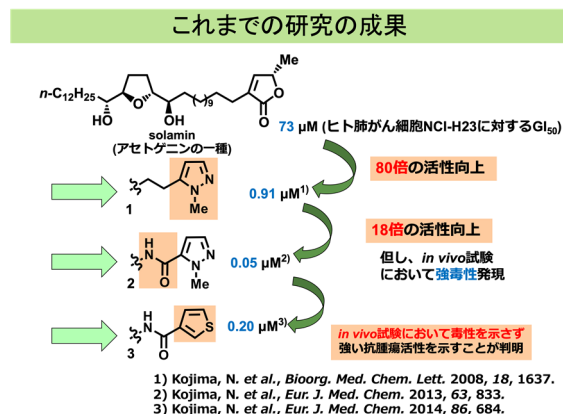 これまでの研究の成果
Me
n-C12H25
O
9
O
O
HO
OH
solamin
(アセトゲニンの一種)
73 μM (ヒト肺がん細胞NCI-H23に対するGI50)
80倍の活性向上
N
N
Me
1
0.91 μM1)
18倍の活性向上
但し、in vivo試験
において強毒性発現
H
N
O
N
N
Me
2
0.05 μM2)
H
N
O
S
3
0.20 μM3)
in vivo試験において毒性を示さず
強い抗腫瘍活性を示すことが判明
1) Kojima, N. et al., Bioorg. Med. Chem. Lett. 2008, 18, 1637.
2) Kojima, N. et al., Eur. J. Med. Chem. 2013, 63, 833.
3) Kojima, N. et al., Eur. J. Med. Chem. 2014, 86, 684.